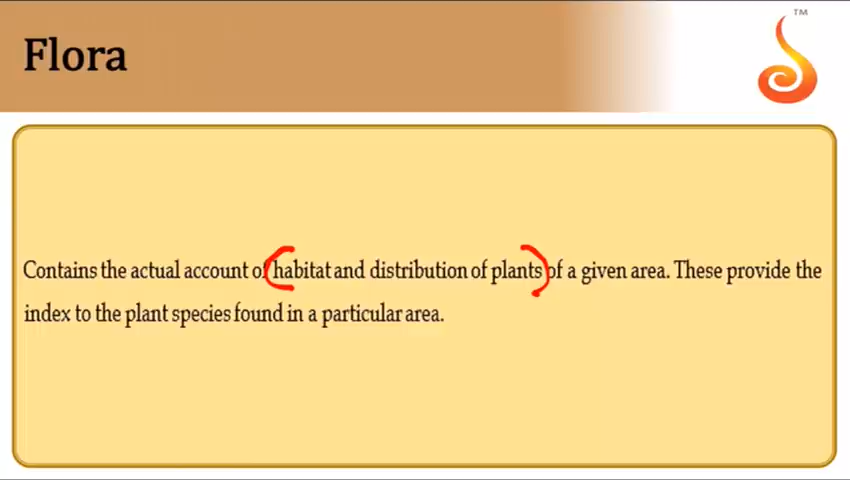 Flora
TM
Contains the actual account of habitat and distribution of plants of a given area. These provide the
index to the plant species found in a particular area.